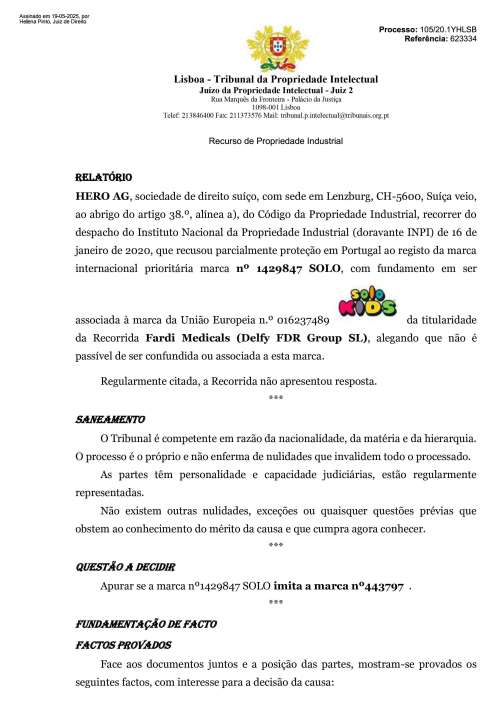 Assinado em 19-05-2025, por
Helena Pinto, Juiz de Direito
Processo: 105/20.1YHLSB
Referência: 623334
Lisboa - Tribunal da Propriedade Intelectual
Juízo da Propriedade Intelectual - Juiz 2
Rua Marquês da Fronteira - Palácio da Justiça
1098-001 Lisboa
Telef: 213846400 Fax: 211373576 Mail: tribunal.p.intelectual@tribunais.org.pt
Recurso de Propriedade Industrial
RELATÓRIO
HERO AG, sociedade de direito suíço, com sede em Lenzburg, CH-5600, Suíça veio,
ao abrigo do artigo 38.º, alínea a), do Código da Propriedade Industrial, recorrer do
despacho do Instituto Nacional da Propriedade Industrial (doravante INPI) de 16 de
janeiro de 2020, que recusou parcialmente proteção em Portugal ao registo da marca
internacional prioritária marca nº 1429847 SOLO, com fundamento em ser
solo
KIDS
associada à marca da União Europeia n.º 016237489 da titularidade
da Recorrida Fardi Medicals (Delfy FDR Group SL), alegando que não é
passível de ser confundida ou associada a esta marca.
Regularmente citada, a Recorrida não apresentou resposta.
***
SANEAMENTO
O Tribunal é competente em razão da nacionalidade, da matéria e da hierarquia.
O processo é o próprio e não enferma de nulidades que invalidem todo o processado.
As partes têm personalidade e capacidade judiciárias, estão regularmente
representadas.
Não existem outras nulidades, exceções ou quaisquer questões prévias que
obstem ao conhecimento do mérito da causa e que cumpra agora conhecer.
***
QUESTÃO A DECIDIR
Apurar se a marca nº1429847 SOLO imita a marca nº443797 .
***
FUNDAMENTAÇÃO DE FACTO
FACTOS PROVADOS
Face aos documentos juntos e a posição das partes, mostram-se provados os
seguintes factos, com interesse para a decisão da causa: